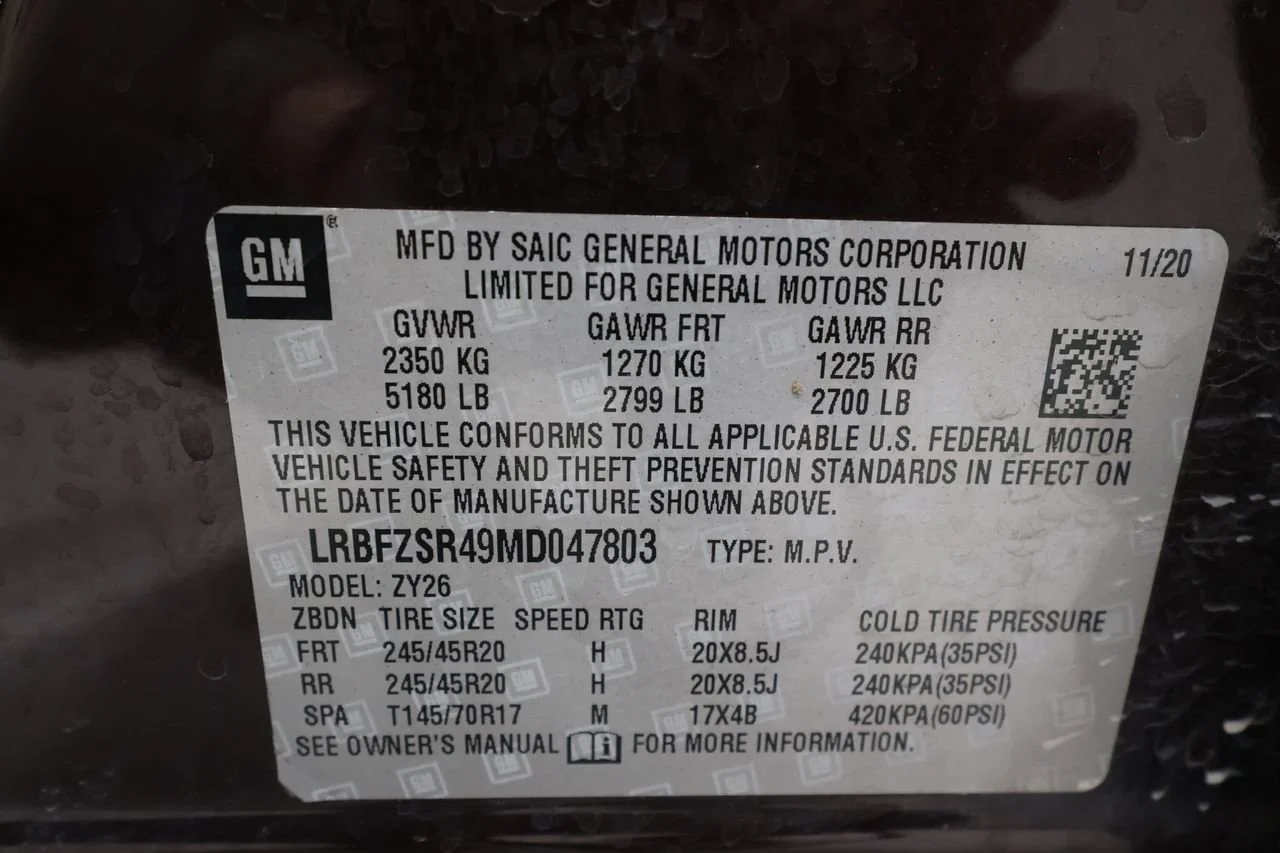 GM
MFD BY SAIC GENERAL MOTORS CORPORATION 11/20
LIMITED FOR GENERAL MOTORS LLC
GVWR GAWR FRT GAWR RR
2350 KG 1270 KG 1225 KG
5180 LB 2799 LB 2700 LB
THIS VEHICLE CONFORMS TO ALL APPLICABLE U.S. FEDERAL MOTOR
VEHICLE SAFETY AND THEFT PREVENTION STANDARDS IN EFFECT ON
THE DATE OF MANUFACTURE SHOWN ABOVE.
LRBFZSR49MD047803 TYPE: M.P.V.
MODEL: ZY26
ZBDN TIRE SIZE SPEED RTG RIM COLD TIRE PRESSURE
FRT 245/45R20 H 20X8.5J 240KPA(35PSI)
RR 245/45R20 H 20X8.5J 240KPA(35PSI)
SPA T145/70R17 M 17X4B 420KPA(60PSI)
SEE OWNER'S MANUAL i FOR MORE INFORMATION.